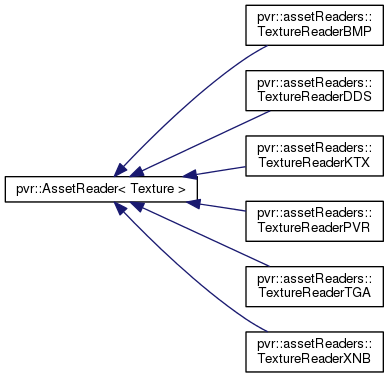 pvr::assetReaders::
TextureReaderBMP
pvr::assetReaders::
TextureReaderDDS
pvr::assetReaders::
TextureReaderKTX
pvr::AssetReader< Texture >
pvr::assetReaders::
TextureReaderPVR
pvr::assetReaders::
TextureReaderTGA
pvr::assetReaders::
TextureReaderXNB